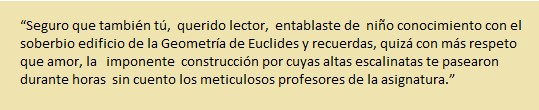 “Seguro que también tú, querido lector, entablaste de niño conocimiento con el
soberbio edificio de la Geometría de Euclides y recuerdas, quizá con más respeto
que amor, la imponente construcción por cuyas altas escalinatas te pasearon
durante horas sin cuento los meticulosos profesores de la asignatura.”